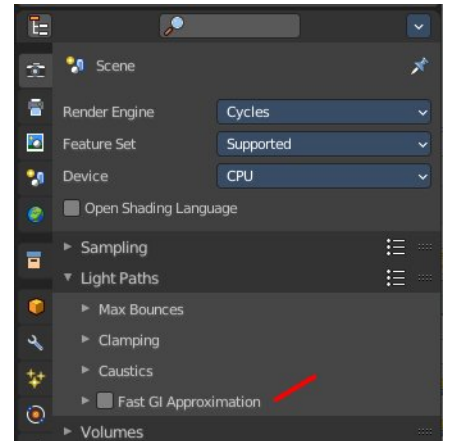 Scene
Render Engine Cycles
Feature Set Supported
Device CPU
Open Shading Language
Sampling
Light Paths
Max Bounces
Clamping
Caustics
Fast GI Approximation
Volumes